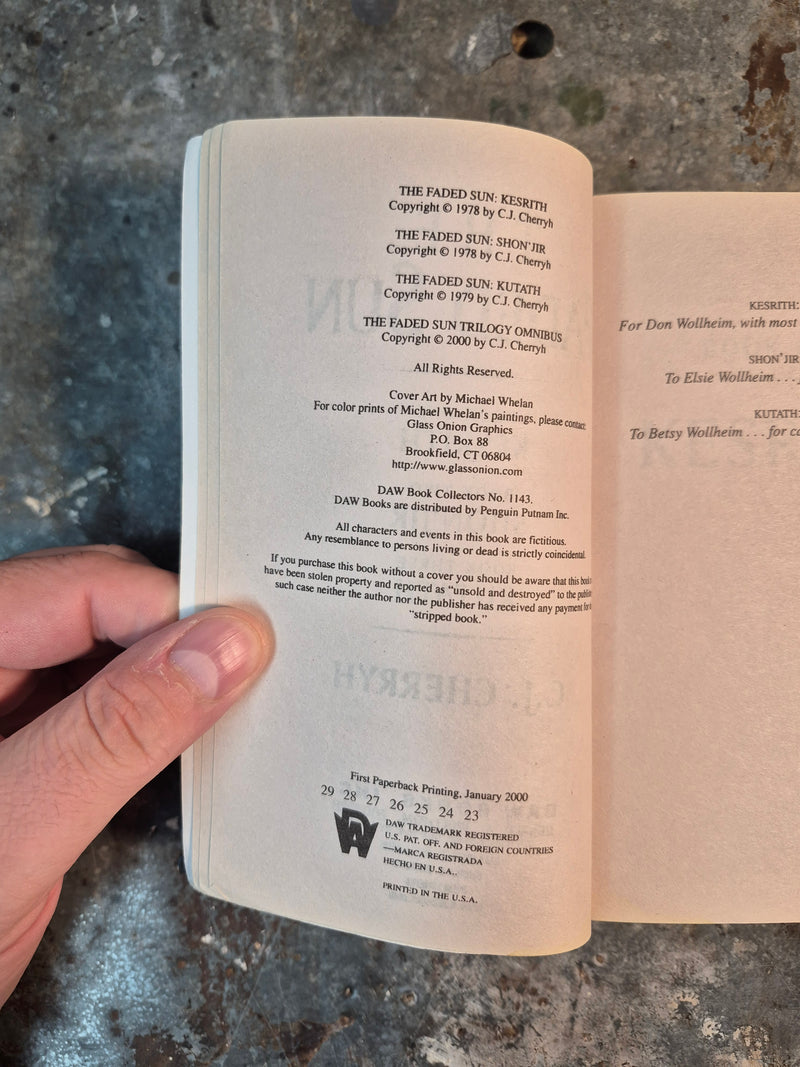 THE FADED SUN: KESRITH
Copyright © 1978 by C.J. Cherryh
THE FADED SUN: SHON'JIR
Copyright © 1978 by C.J. Cherryh
THE FADED SUN: KUTATH
Copyright © 1979 by C.J. Cherryh
THE FADED SUN TRILOGY OMNIBUS
Copyright © 2000 by C.J. Cherryh
All Rights Reserved.
Cover Art by Michael Whelan
For color prints of Michael Whelan's paintings, please contact:
Glass Onion Graphics
P.O. Box 88
Brookfield, CT 06804
http://www.glassonion.com
DAW Book Collectors No. 1143.
DAW Books are distributed by Penguin Putnam Inc.
All characters and events in this book are fictitious.
Any resemblance to persons living or dead is strictly coincidental.
If you purchase this book without a cover you should be aware that this book
have been stolen property and reported as “unsold and destroyed” to the
such case neither the author nor the publisher has received any payment for
“stripped book.”
C.J. CHERRYH
First Paperback Printing, January 2000
29 28 27 26 25 24 23
DAW
DAW TRADEMARK REGISTERED
U.S. PAT. OFF. AND FOREIGN COUNTRIES
—MARCA REGISTRADA
HECHO EN U.S.A..
PRINTED IN THE U.S.A.
KESRITH:
For Don Wollheim, with most
SHON'JIR
To Elsie Wollheim . . .
KUTATH:
To Betsy Wollheim . . . for